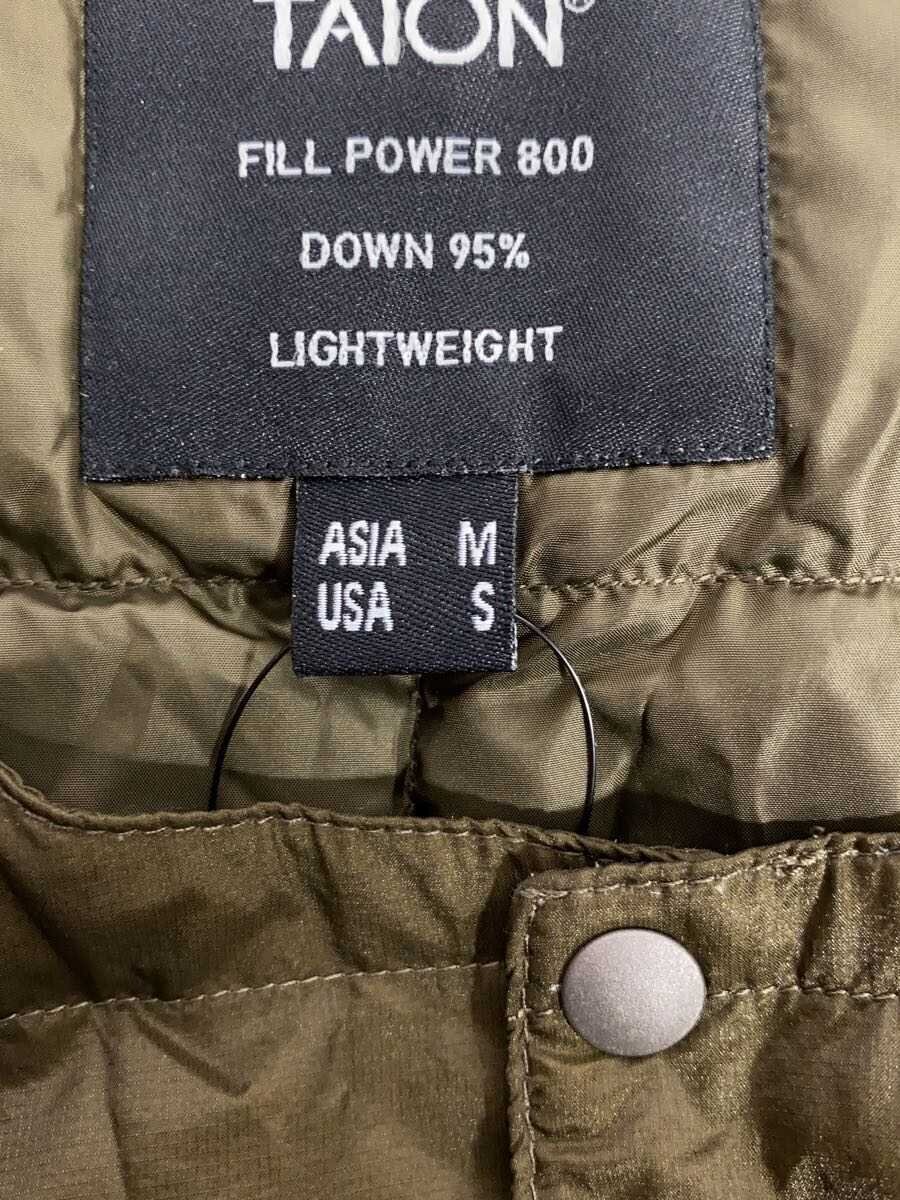 TAION®
FILL POWER 800
DOWN 95%
LIGHTWEIGHT
ASIA M
USA S